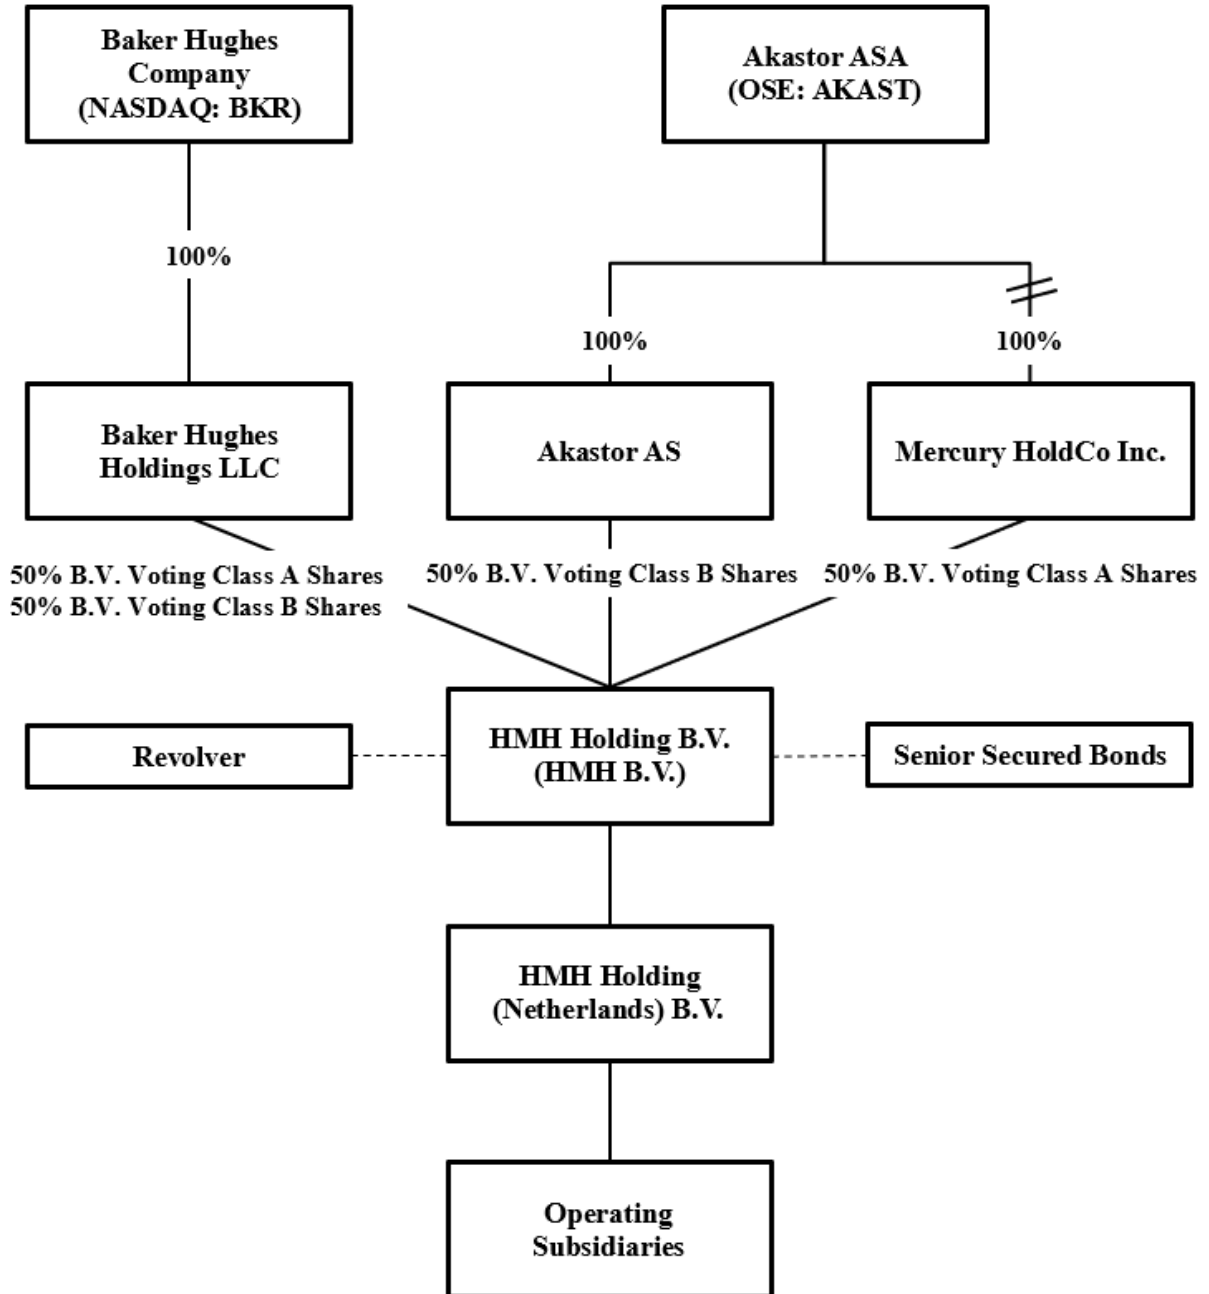 Baker Hughes
Company
(NASDAQ: BKR)
Akastor ASA
(OSE: AKAST)
100%
100%
100%
Baker Hughes
Holdings LLC
Akastor AS
Mercury HoldCo Inc.
50% B.V. Voting Class A Shares
50% B.V. Voting Class B Shares
50% B.V. Voting Class B Shares
50% B.V. Voting Class A Shares
Revolver
HMH Holding B.V.
(HMH B.V.)
Senior Secured Bonds
HMH Holding
(Netherlands) B.V.
Operating
Subsidiaries